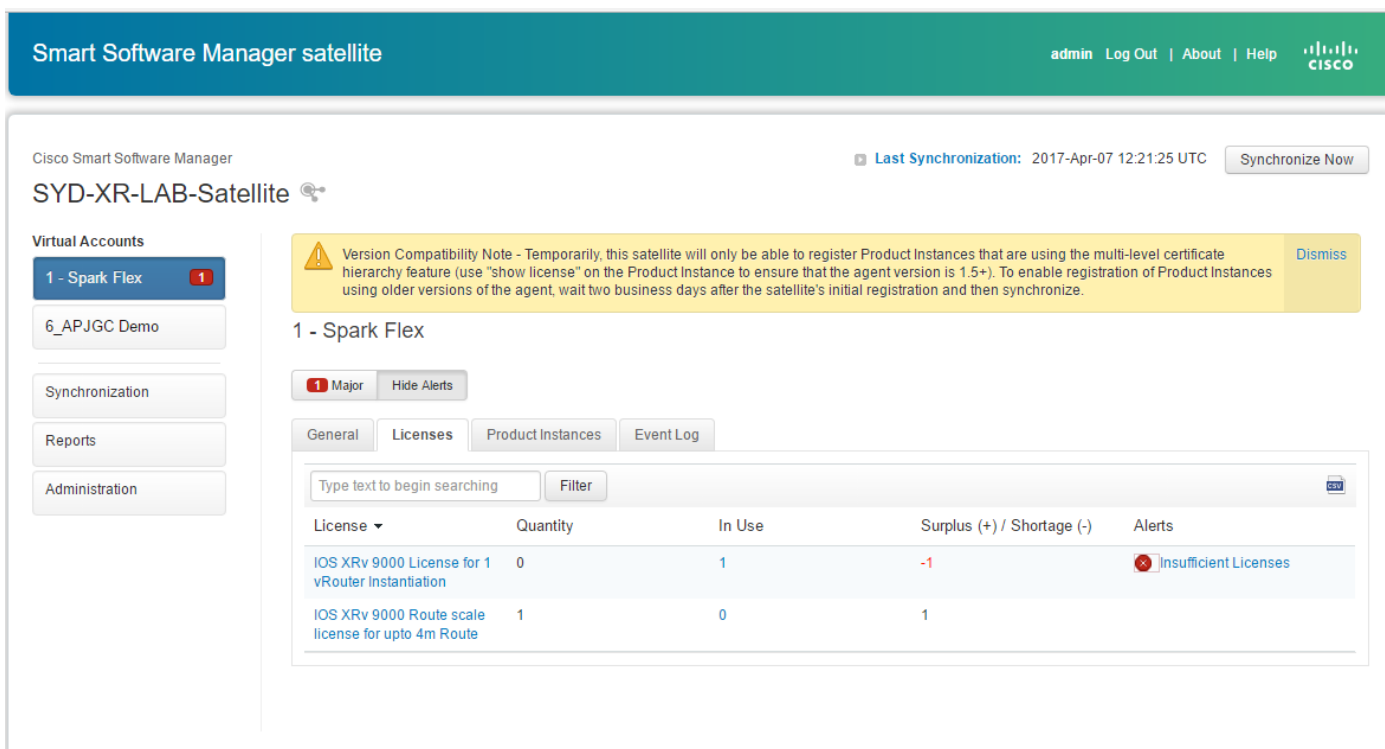 Smart Software Manager satellite
admin Log Out | About | Help
CISCO
Cisco Smart Software Manager
Last Synchronization: 2017-Apr-07 12:21:25 UTC
Synchronize Now
SYD-XR-LAB-Satellite
Virtual Accounts
1 - Spark Flex 1
6_APJGC Demo
Synchronization
Reports
Administration
Version Compatibility Note - Temporarily, this satellite will only be able to register Product Instances that are using the multi-level certificate
hierarchy feature (use "show license" on the Product Instance to ensure that the agent version is 1.5+). To enable registration of Product Instances
using older versions of the agent, wait two business days after the satellite's initial registration and then synchronize.
Dismiss
1 - Spark Flex
1 Major Hide Alerts
General Licenses Product Instances Event Log
Type text to begin searching Filter
CSV
License Quantity In Use Surplus (+) / Shortage (-) Alerts
IOS XRv 9000 License for 1 0 1 -1 Insufficient Licenses
vRouter Instantiation
IOS XRv 9000 Route scale 1 0 1
license for upto 4m Route